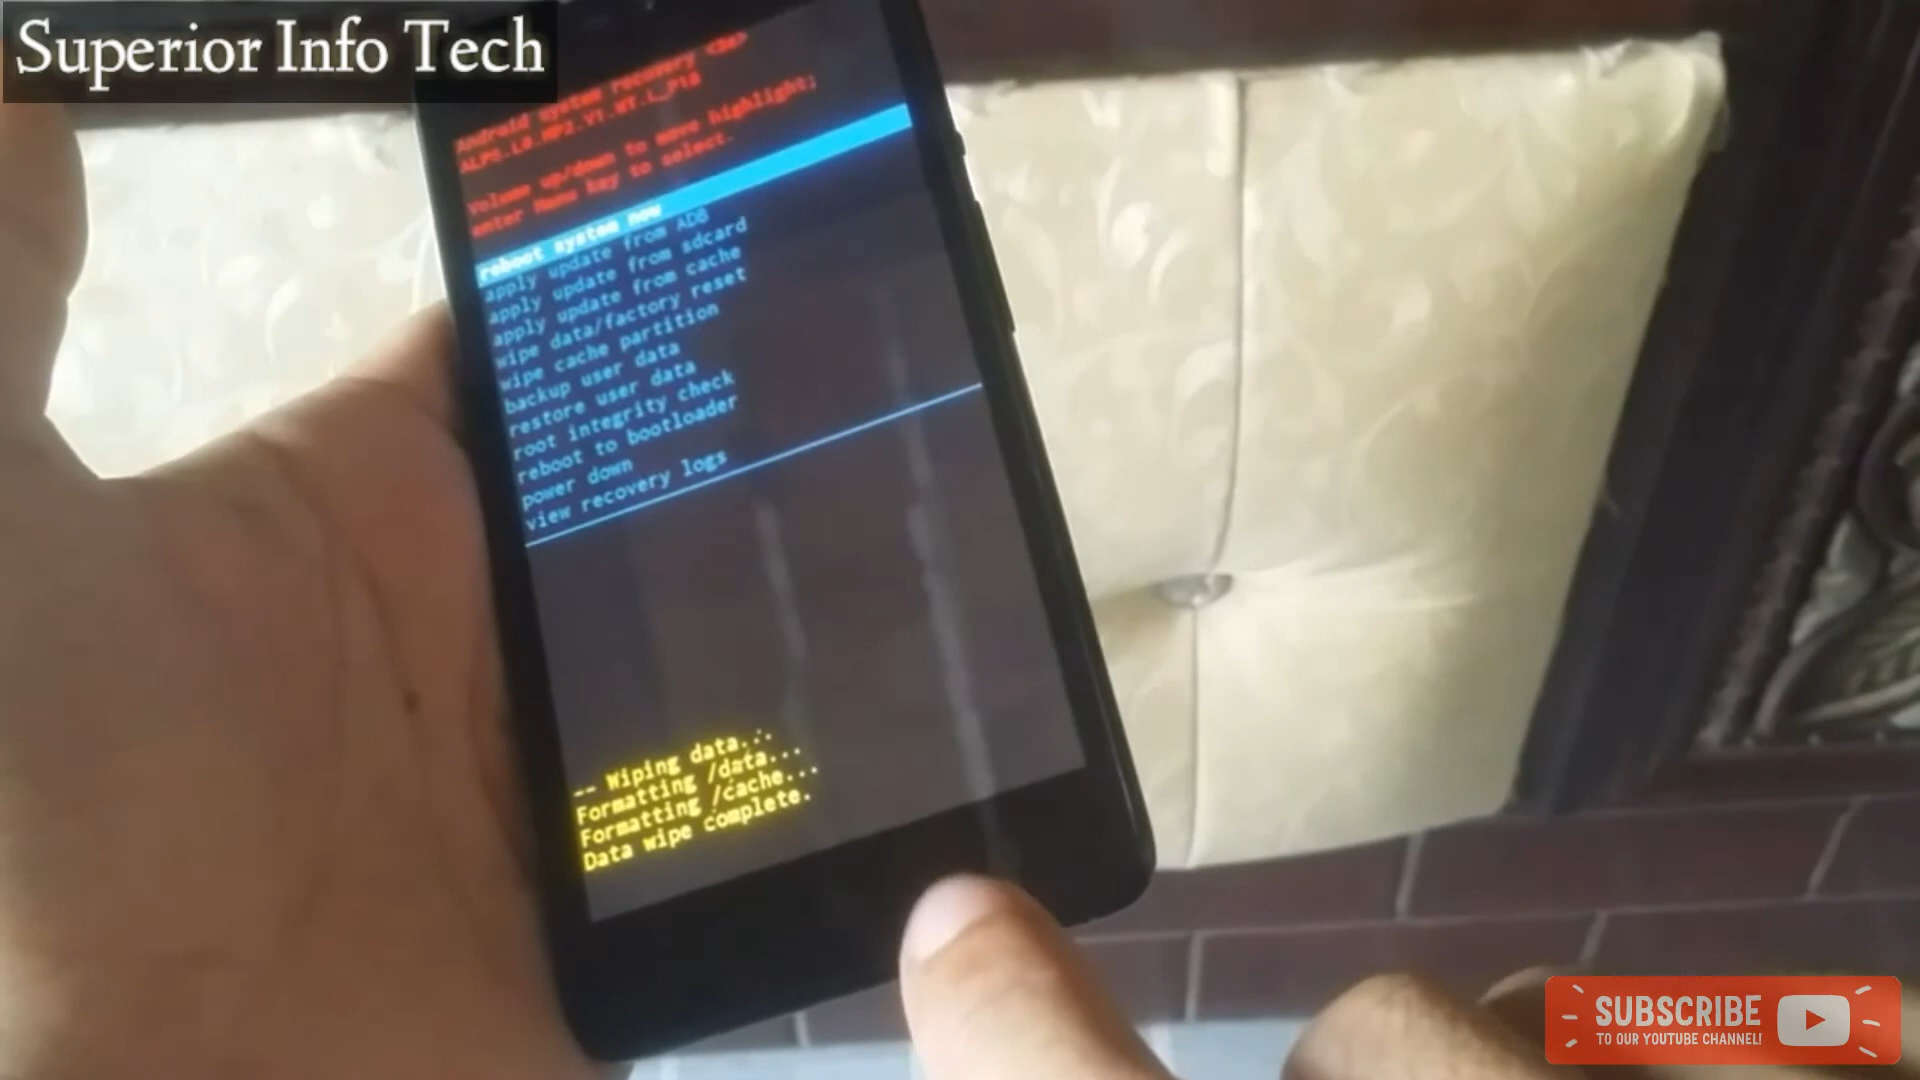 Superior Info Tech
Android system recovery <3e>
ALPS.L0.MP2.V1.WT.L_P18
Volume up/down to move highlight;
enter Menu key to select.
reboot system now
apply update from ADB
apply update from sdcard
apply update from cache
wipe data/factory reset
wipe cache partition
backup user data
restore user data
root integrity check
reboot to bootloader
power down
view recovery logs
-- Wiping data...
Formatting /data...
Formatting /cache...
Data wipe complete.
SUBSCRIBE
TO OUR YOUTUBE CHANNEL!